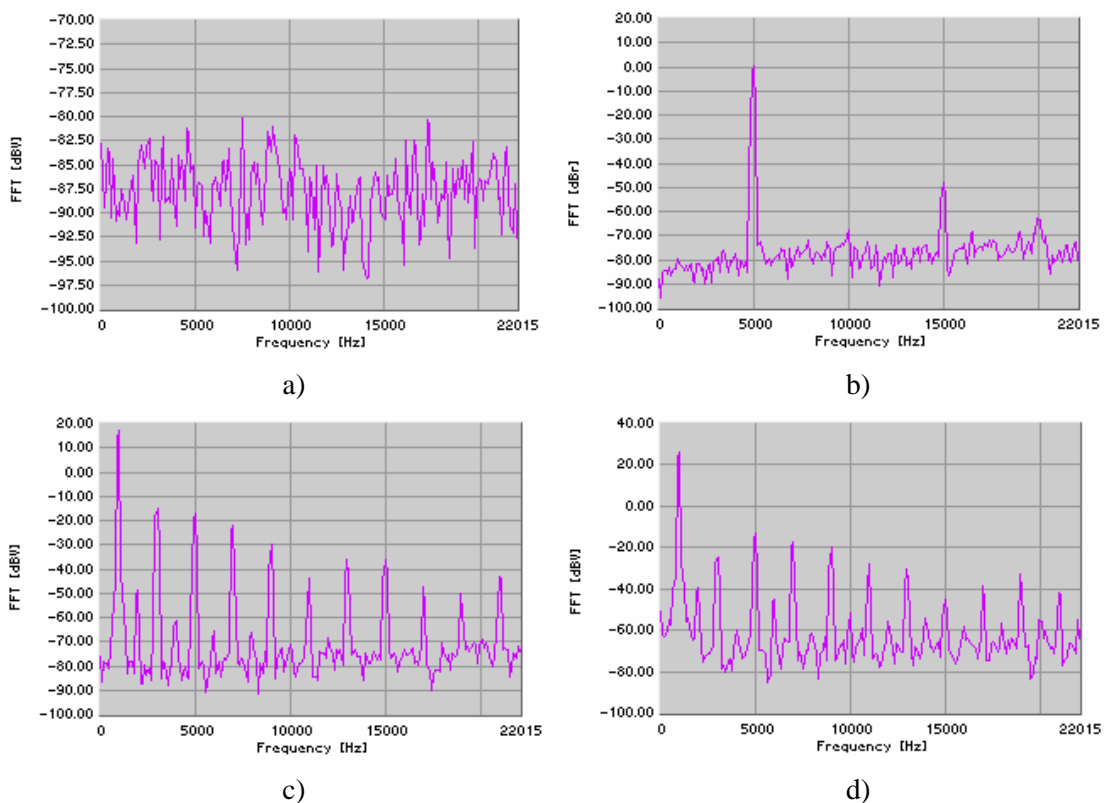 -70.00
-72.50
-75.00
-77.50
-80.00
-82.50
-85.00
-87.50
-90.00
-92.50
-95.00
-97.50
-100.00
FFT [dBV]
0 5000 10000 15000 22015
Frequency [Hz]
a)
20.00
10.00
0.00
-10.00
-20.00
-30.00
-40.00
-50.00
-60.00
-70.00
-80.00
-90.00
-100.00
FFT [dBr]
0 5000 10000 15000 22015
Frequency [Hz]
b)
20.00
10.00
0.00
-10.00
-20.00
-30.00
-40.00
-50.00
-60.00
-70.00
-80.00
-90.00
-100.00
FFT [dBV]
0 5000 10000 15000 22015
Frequency [Hz]
c)
40.00
20.00
0.00
-20.00
-40.00
-60.00
-80.00
-100.00
FFT [dBV]
0 5000 10000 15000 22015
Frequency [Hz]
d)